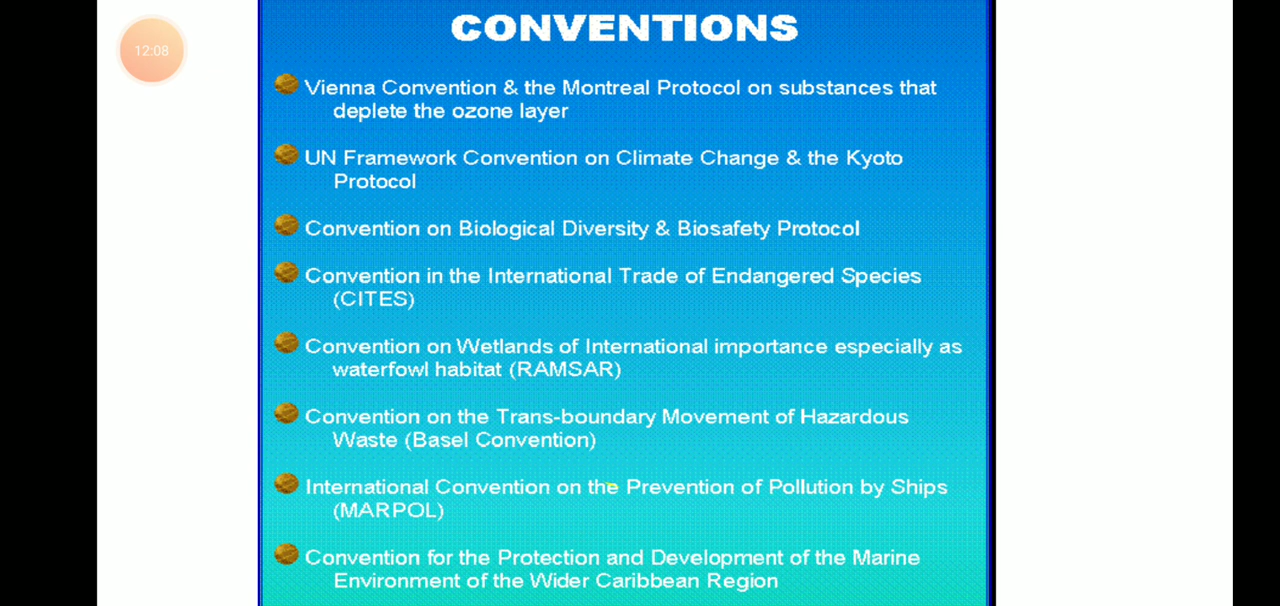 CONVENTIONS
12:08
Vienna Convention & the Montreal Protocol on substances that
deplete the ozone layer
UN Framework Convention on Climate Change & the Kyoto
Protocol
Convention on Biological Diversity & Biosafety Protocol
Convention in the International Trade of Endangered Species
(CITES)
Convention on Wetlands of International importance especially as
waterfowl habitat (RAMSAR)
Convention on the Trans-boundary Movement of Hazardous
Waste (Basel Convention)
International Convention on the Prevention of Pollution by Ships
(MARPOL)
Convention for the Protection and Development of the Marine
Environment of the Wider Caribbean Region